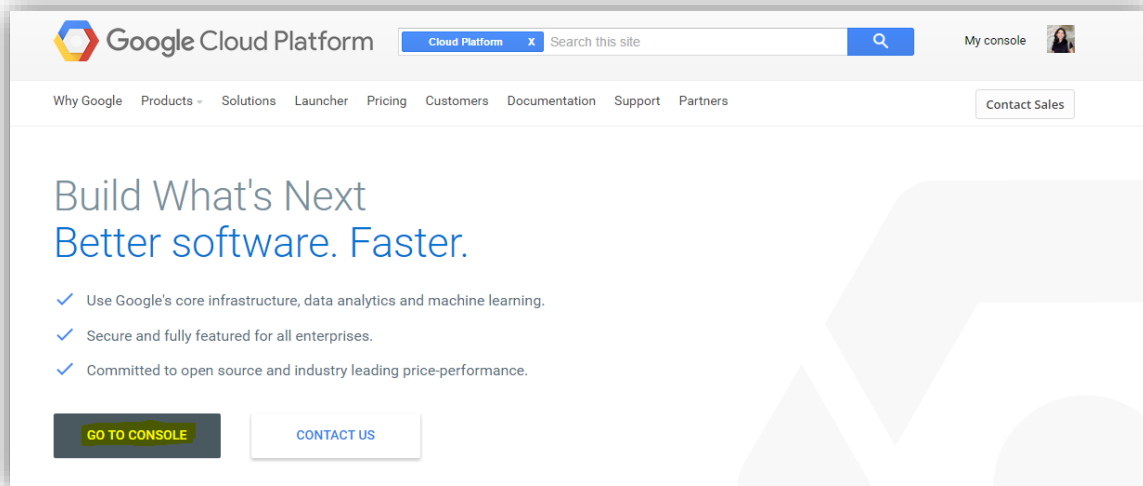 Google Cloud Platform Cloud Platform X Search this site My console
Why Google Products Solutions Launcher Pricing Customers Documentation Support Partners Contact Sales
Build What's Next
Better software. Faster.
Use Google's core infrastructure, data analytics and machine learning.
Secure and fully featured for all enterprises.
Committed to open source and industry leading price-performance.
GO TO CONSOLE CONTACT US